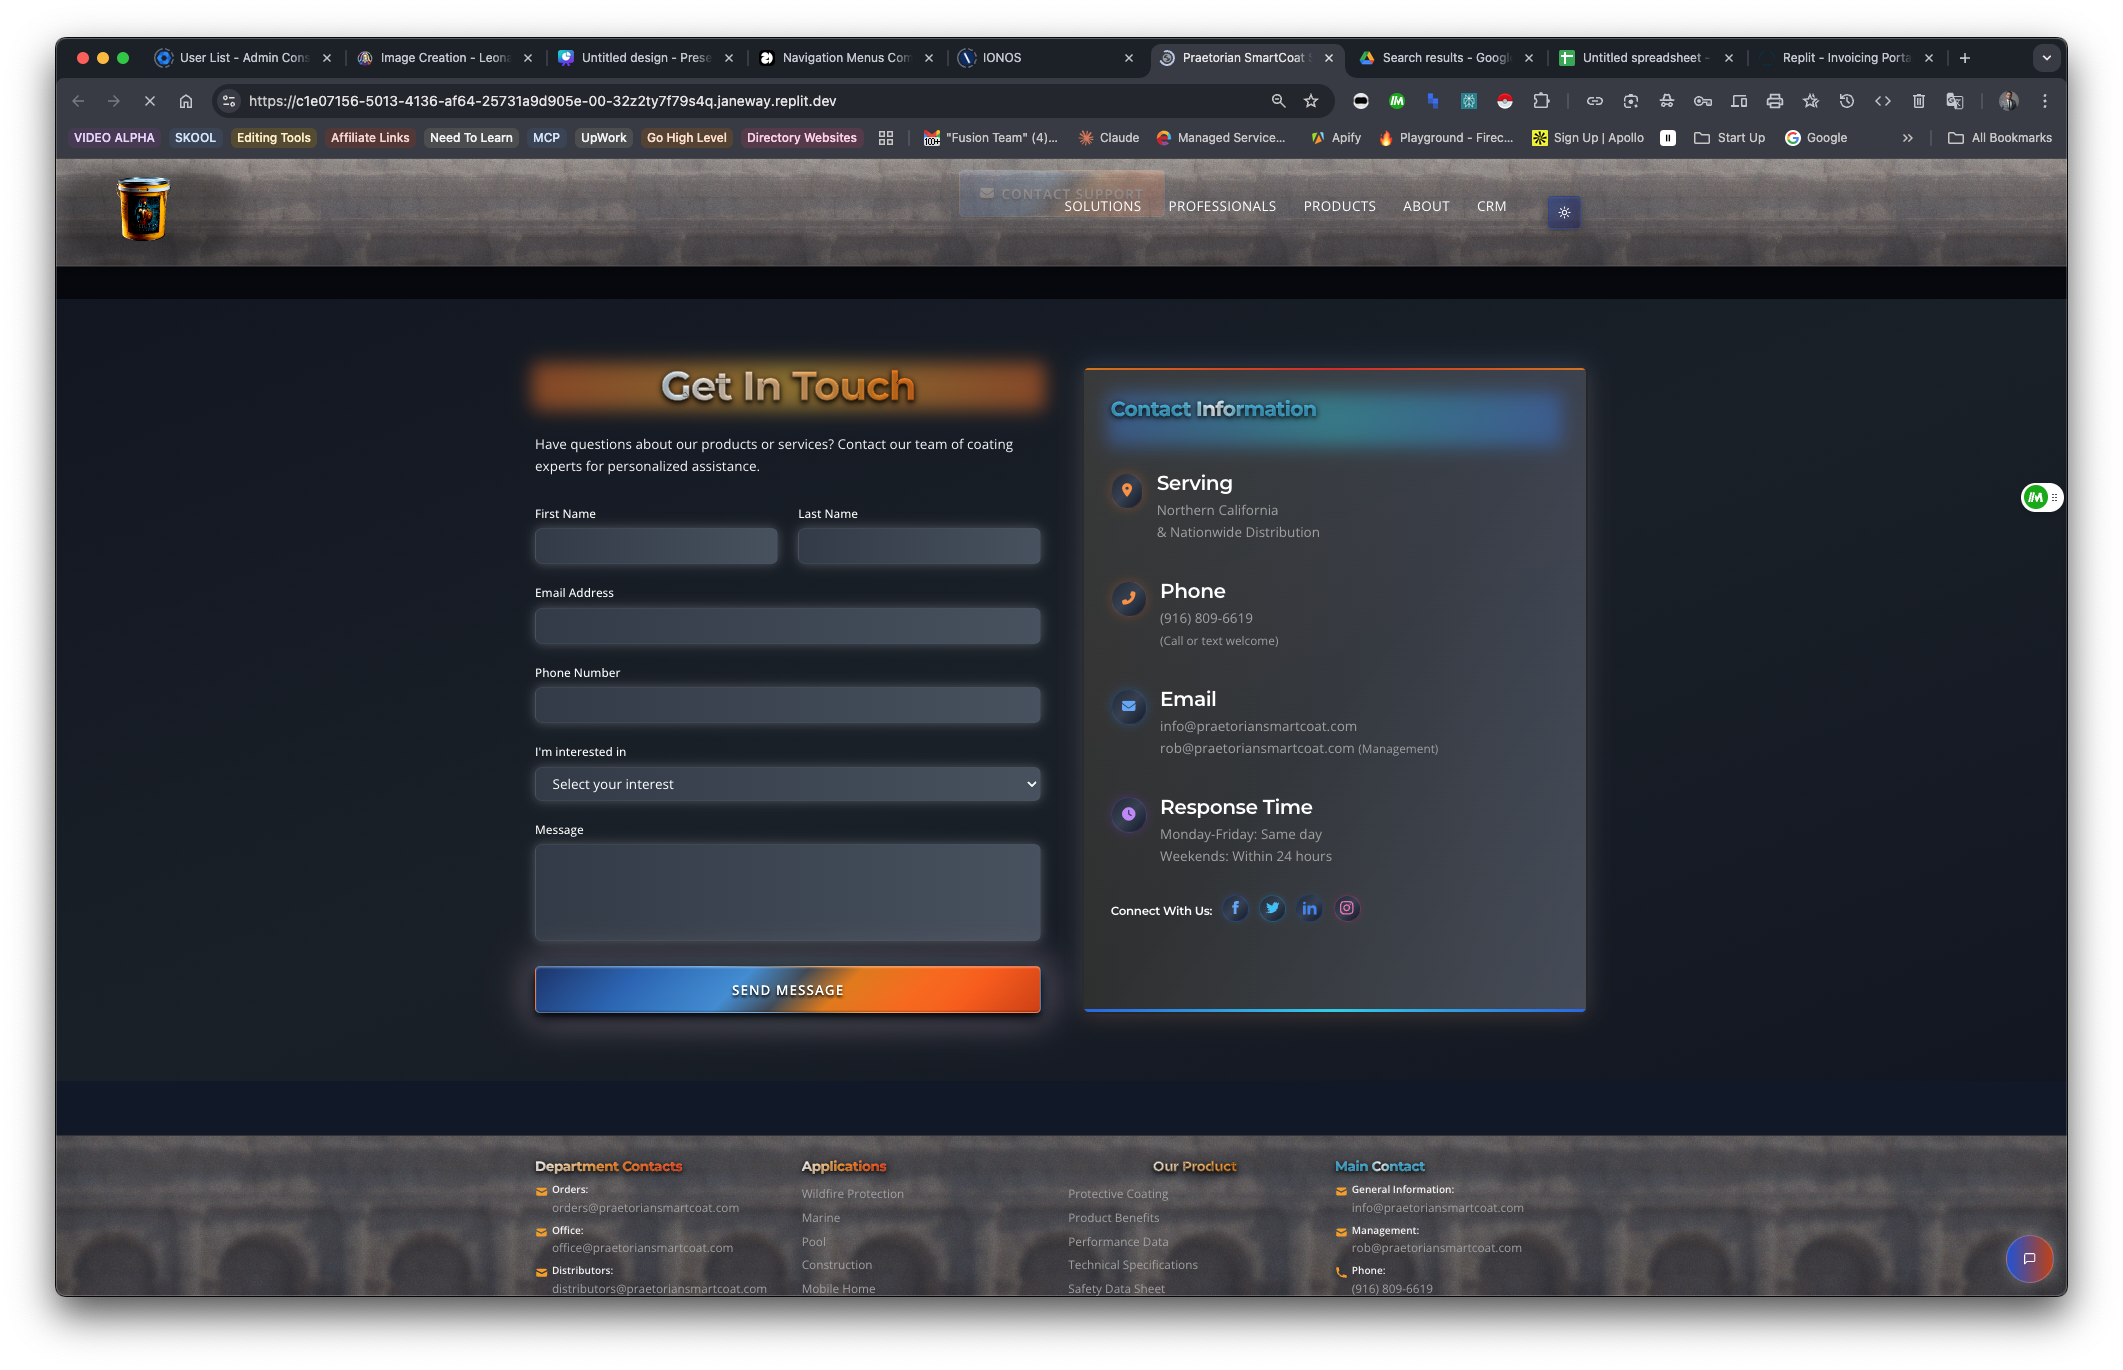 User List - Admin Cons
Image Creation - Leona
Untitled design - Prese
Navigation Menus Com
IONOS
Praetorian SmartCoat S
Search results - Googl
Untitled spreadsheet -
Replit - Invoicing Porta
https://c1e07156-5013-4136-af64-25731a9d905e-00-32z2ty7f79s4q.janeway.replit.dev
VIDEO ALPHA
SKOOL
Editing Tools
Affiliate Links
Need To Learn
MCP
UpWork
Go High Level
Directory Websites
"Fusion Team" (4)...
Claude
Managed Service...
Apify
Playground - Firec...
Sign Up | Apollo
Start Up
Google
All Bookmarks
CONTACT SUPPORT
SOLUTIONS
PROFESSIONALS
PRODUCTS
ABOUT
CRM
Get In Touch
Have questions about our products or services? Contact our team of coating
experts for personalized assistance.
First Name
Last Name
Email Address
Phone Number
I'm interested in
Select your interest
Message
SEND MESSAGE
Contact Information
Serving
Northern California
& Nationwide Distribution
Phone
(916) 809-6619
(Call or text welcome)
Email
info@praetoriansmartcoat.com
rob@praetoriansmartcoat.com (Management)
Response Time
Monday-Friday: Same day
Weekends: Within 24 hours
Connect With Us:
Department Contacts
Orders:
orders@praetoriansmartcoat.com
Office:
office@praetoriansmartcoat.com
Distributors:
distributors@praetoriansmartcoat.com
Applications
Wildfire Protection
Marine
Pool
Construction
Mobile Home
Our Product
Protective Coating
Product Benefits
Performance Data
Technical Specifications
Safety Data Sheet
Main Contact
General Information:
info@praetoriansmartcoat.com
Management:
rob@praetoriansmartcoat.com
Phone:
(916) 809-6619